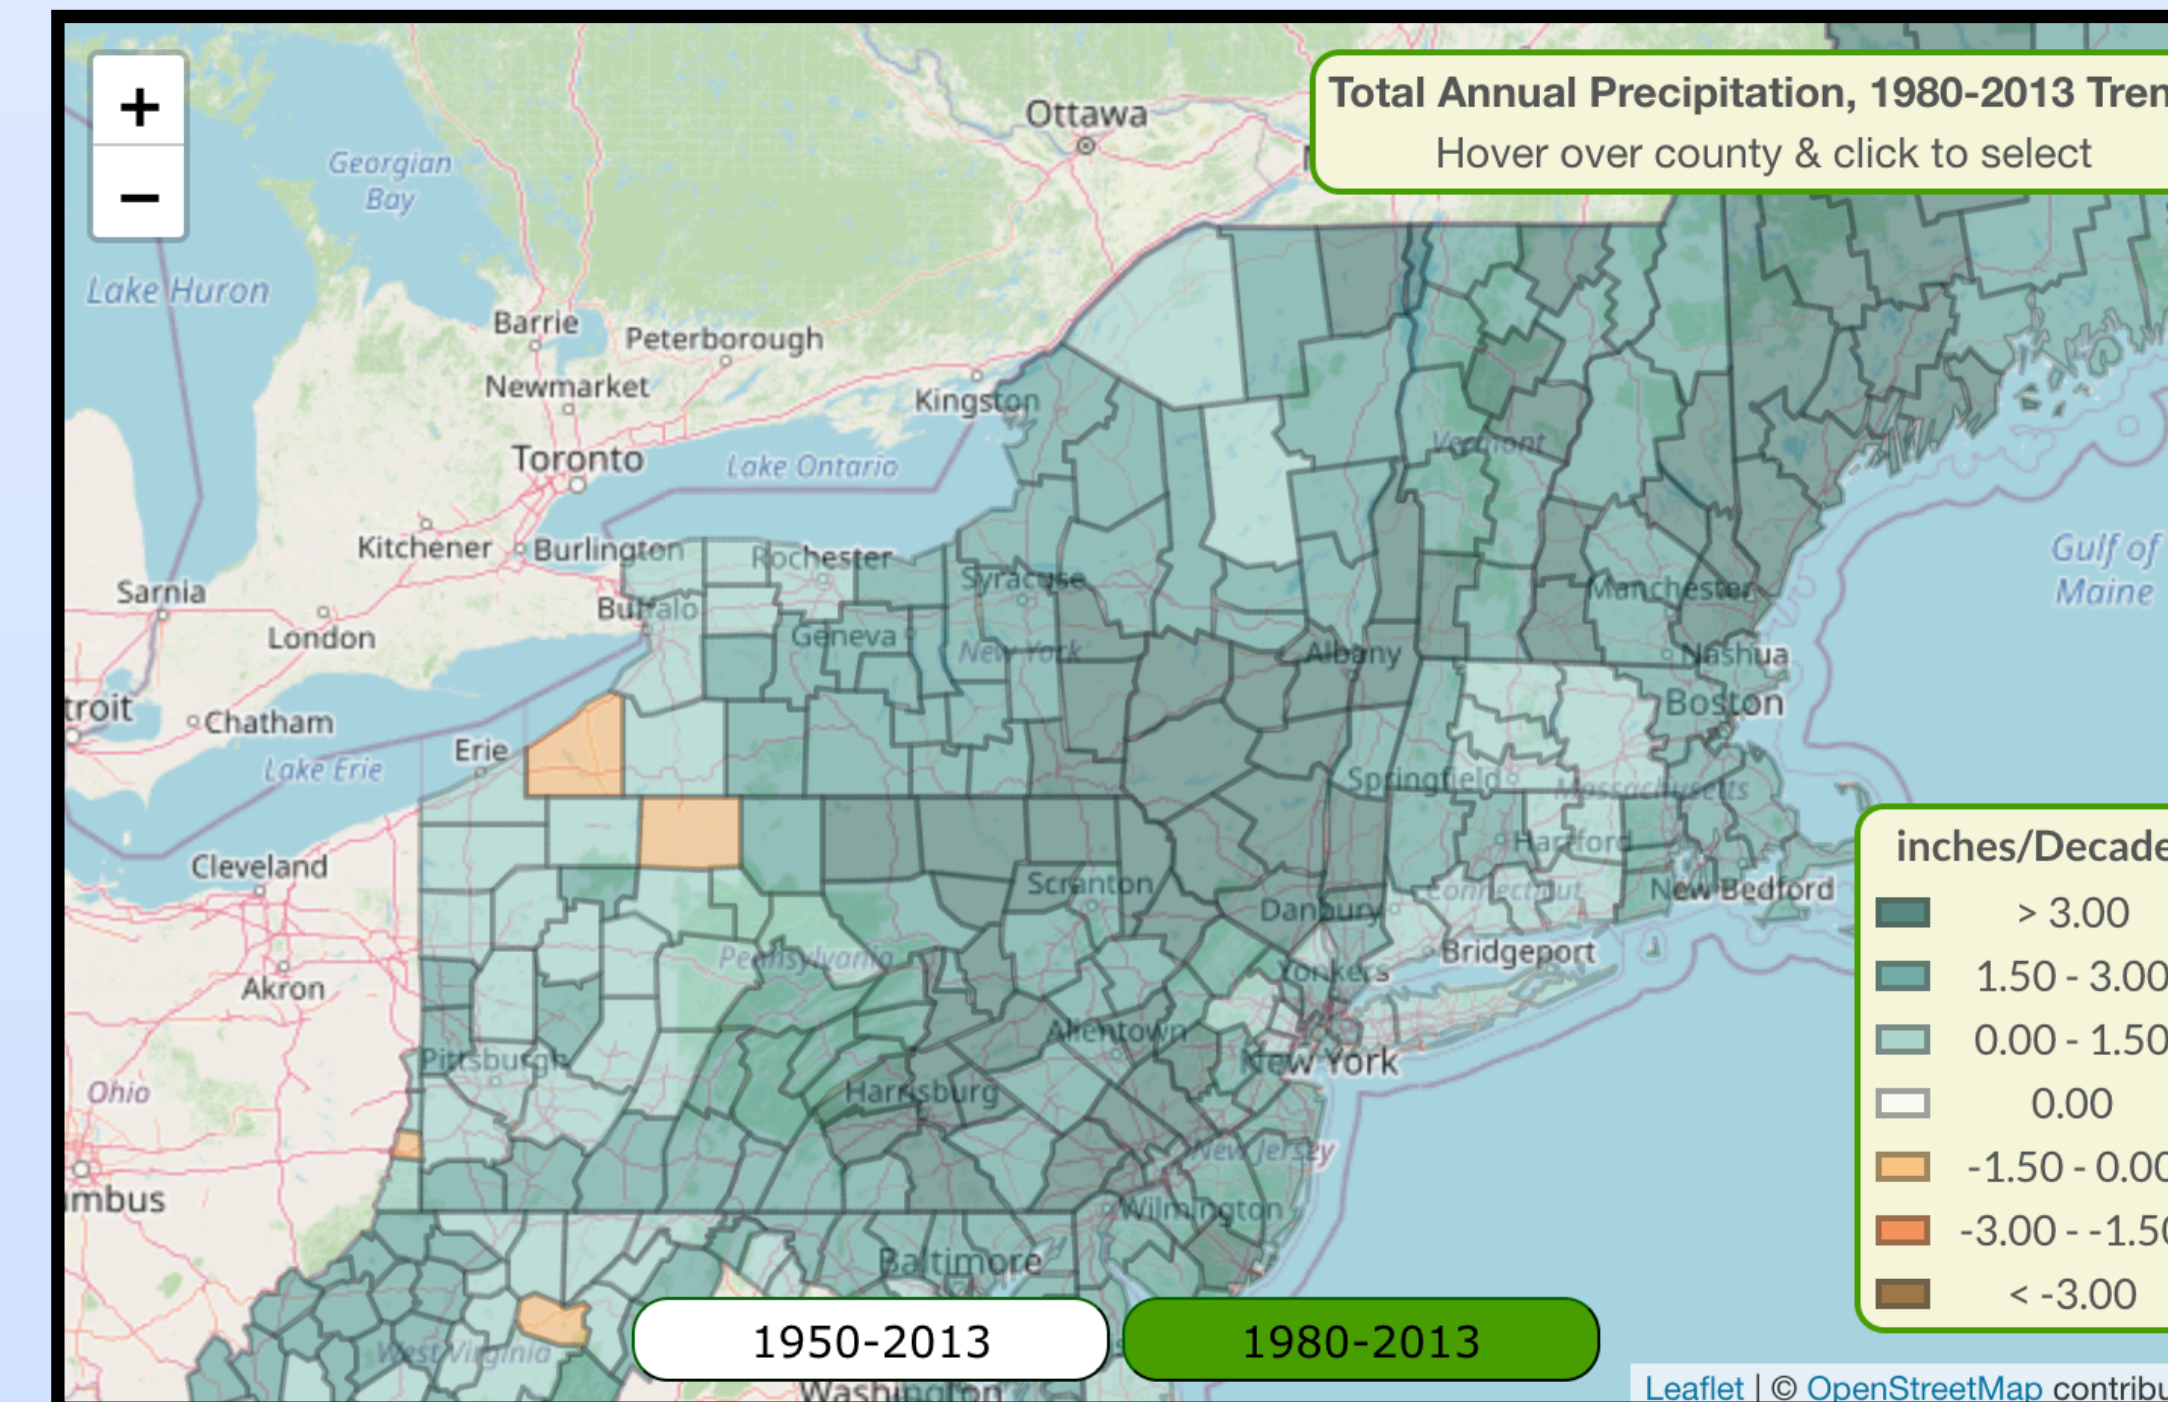 +
−
Total Annual Precipitation, 1980-2013 Tren
Hover over county & click to select
Ottawa
Georgian
Bay
Lake Huron
Barrie
Peterborough
Newmarket
Kingston
Toronto
Lake Ontario
Vermont
Kitchener
Burlington
Rochester
Syracuse
Gulf of
Maine
Sarnia
Buffalo
Manchester
London
Geneva
New York
Albany
Nashua
troit
Chatham
Boston
Erie
Lake Erie
Springfield
Massachusetts
Cleveland
Hartford
Scranton
Connecticut
New Bedford
Danbury
Pennsylvania
Bridgeport
Yonkers
Akron
Allentown
Pittsburgh
New York
Ohio
Harrisburg
New Jersey
umbus
Wilmington
Baltimore
West Virginia
Washington
inches/Decade
> 3.00
1.50 - 3.00
0.00 - 1.50
0.00
-1.50 - 0.00
-3.00 - -1.50
< -3.00
1950-2013
1980-2013
Leaflet | © OpenStreetMap contribu